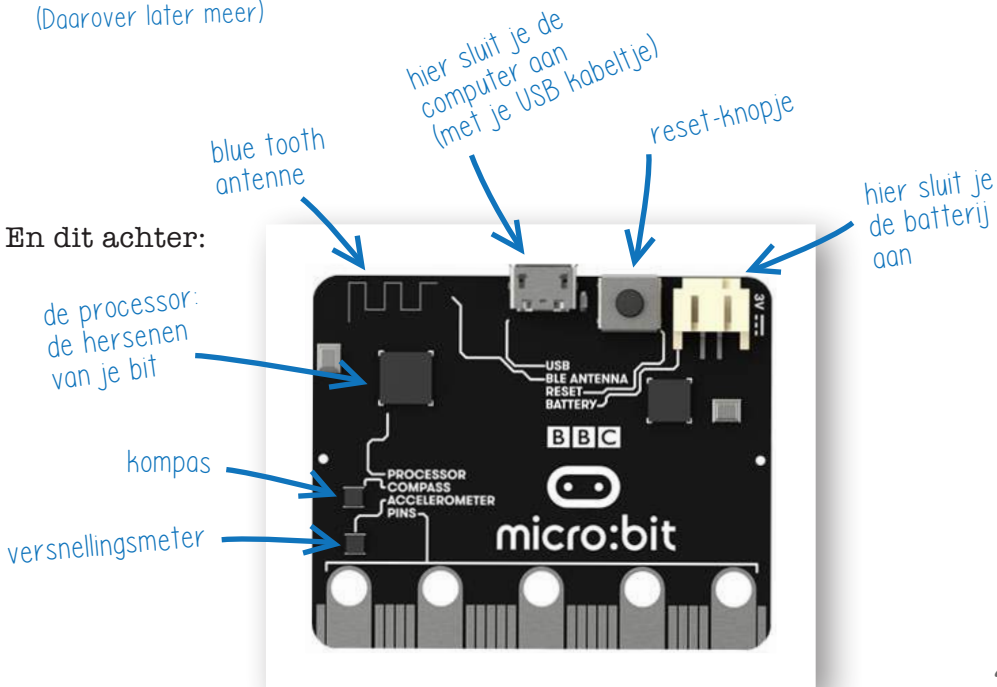 (Daarover later meer)
hier sluit je de
computer aan
(met je USB kabeltje)
reset-knopje
blue tooth
antenne
hier sluit je
de batterij
aan
En dit achter:
de processor:
de hersenen
van je bit
kompas
versnellingsmeter
3V
USB
BLE ANTENNA
RESET
BATTERY
BBC
PROCESSOR
COMPASS
ACCELEROMETER
PINS
micro:bit